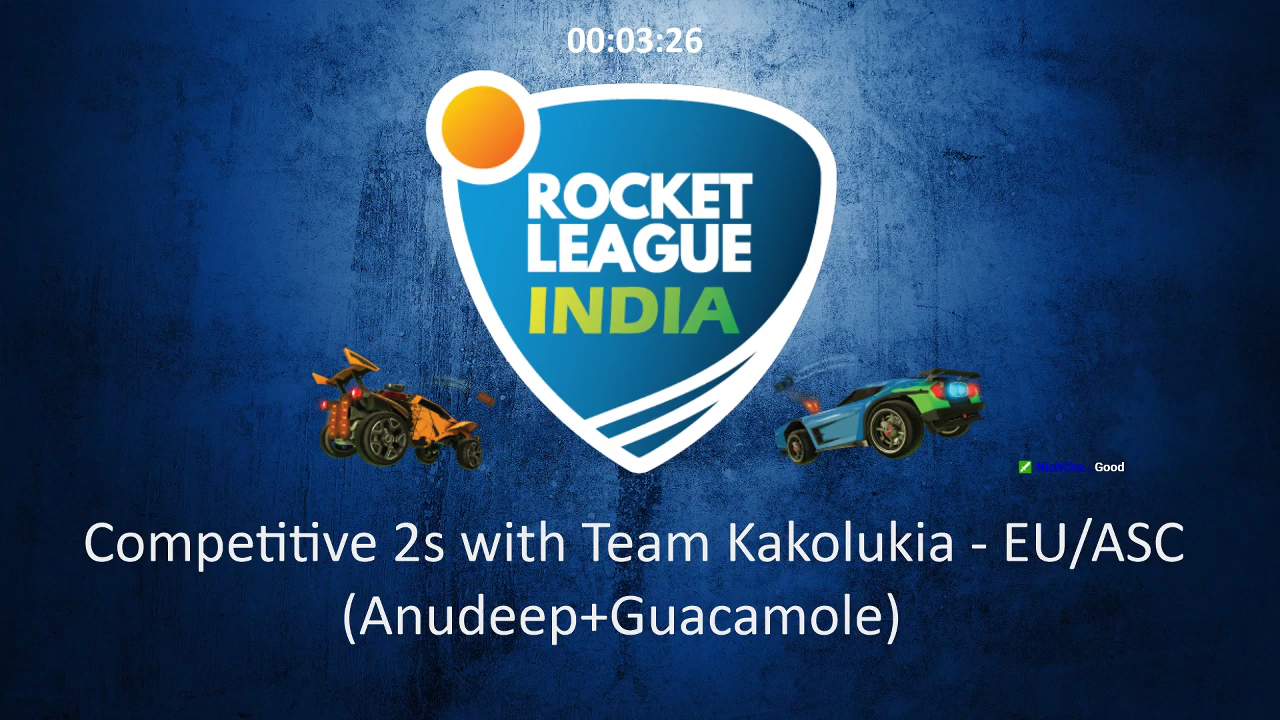 00:03:26
ROCKET
LEAGUE
INDIA
Good
Competitive 2s with Team Kakolukia - EU/ASC
(Anudeep+Guacamole)